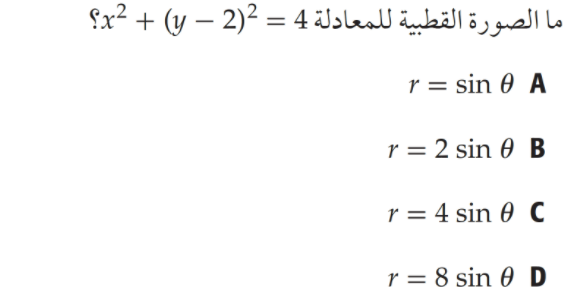 ما الصورة القطبية للمعادلة x² + (y − 2)² = 4؟
r = sin θ A
r = 2 sin θ B
r = 4 sin θ C
r = 8 sin θ D